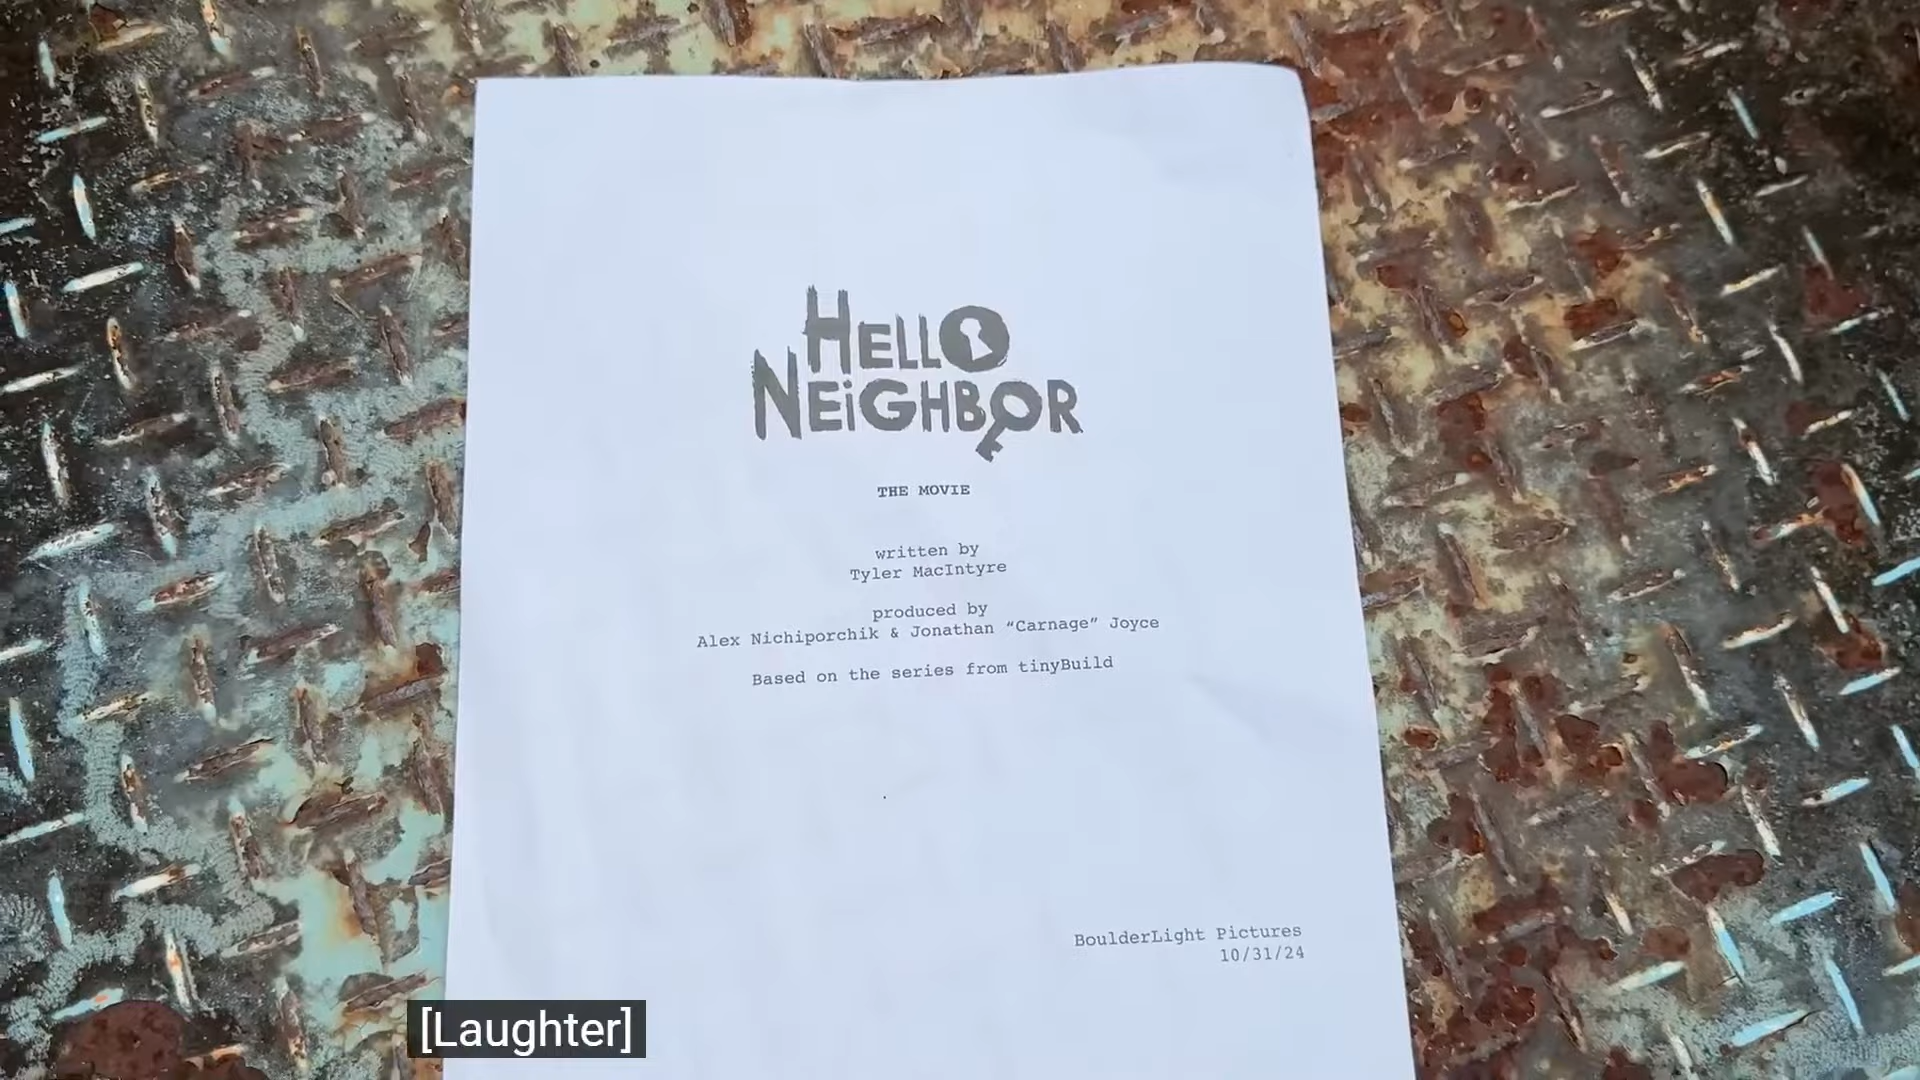 HELLO
NEiGHBOR
THE MOVIE
written by
Tyler MacIntyre
produced by
Alex Nichiporchik & Jonathan “Carnage” Joyce
Based on the series from tinyBuild
BoulderLight Pictures
10/31/24
[Laughter]